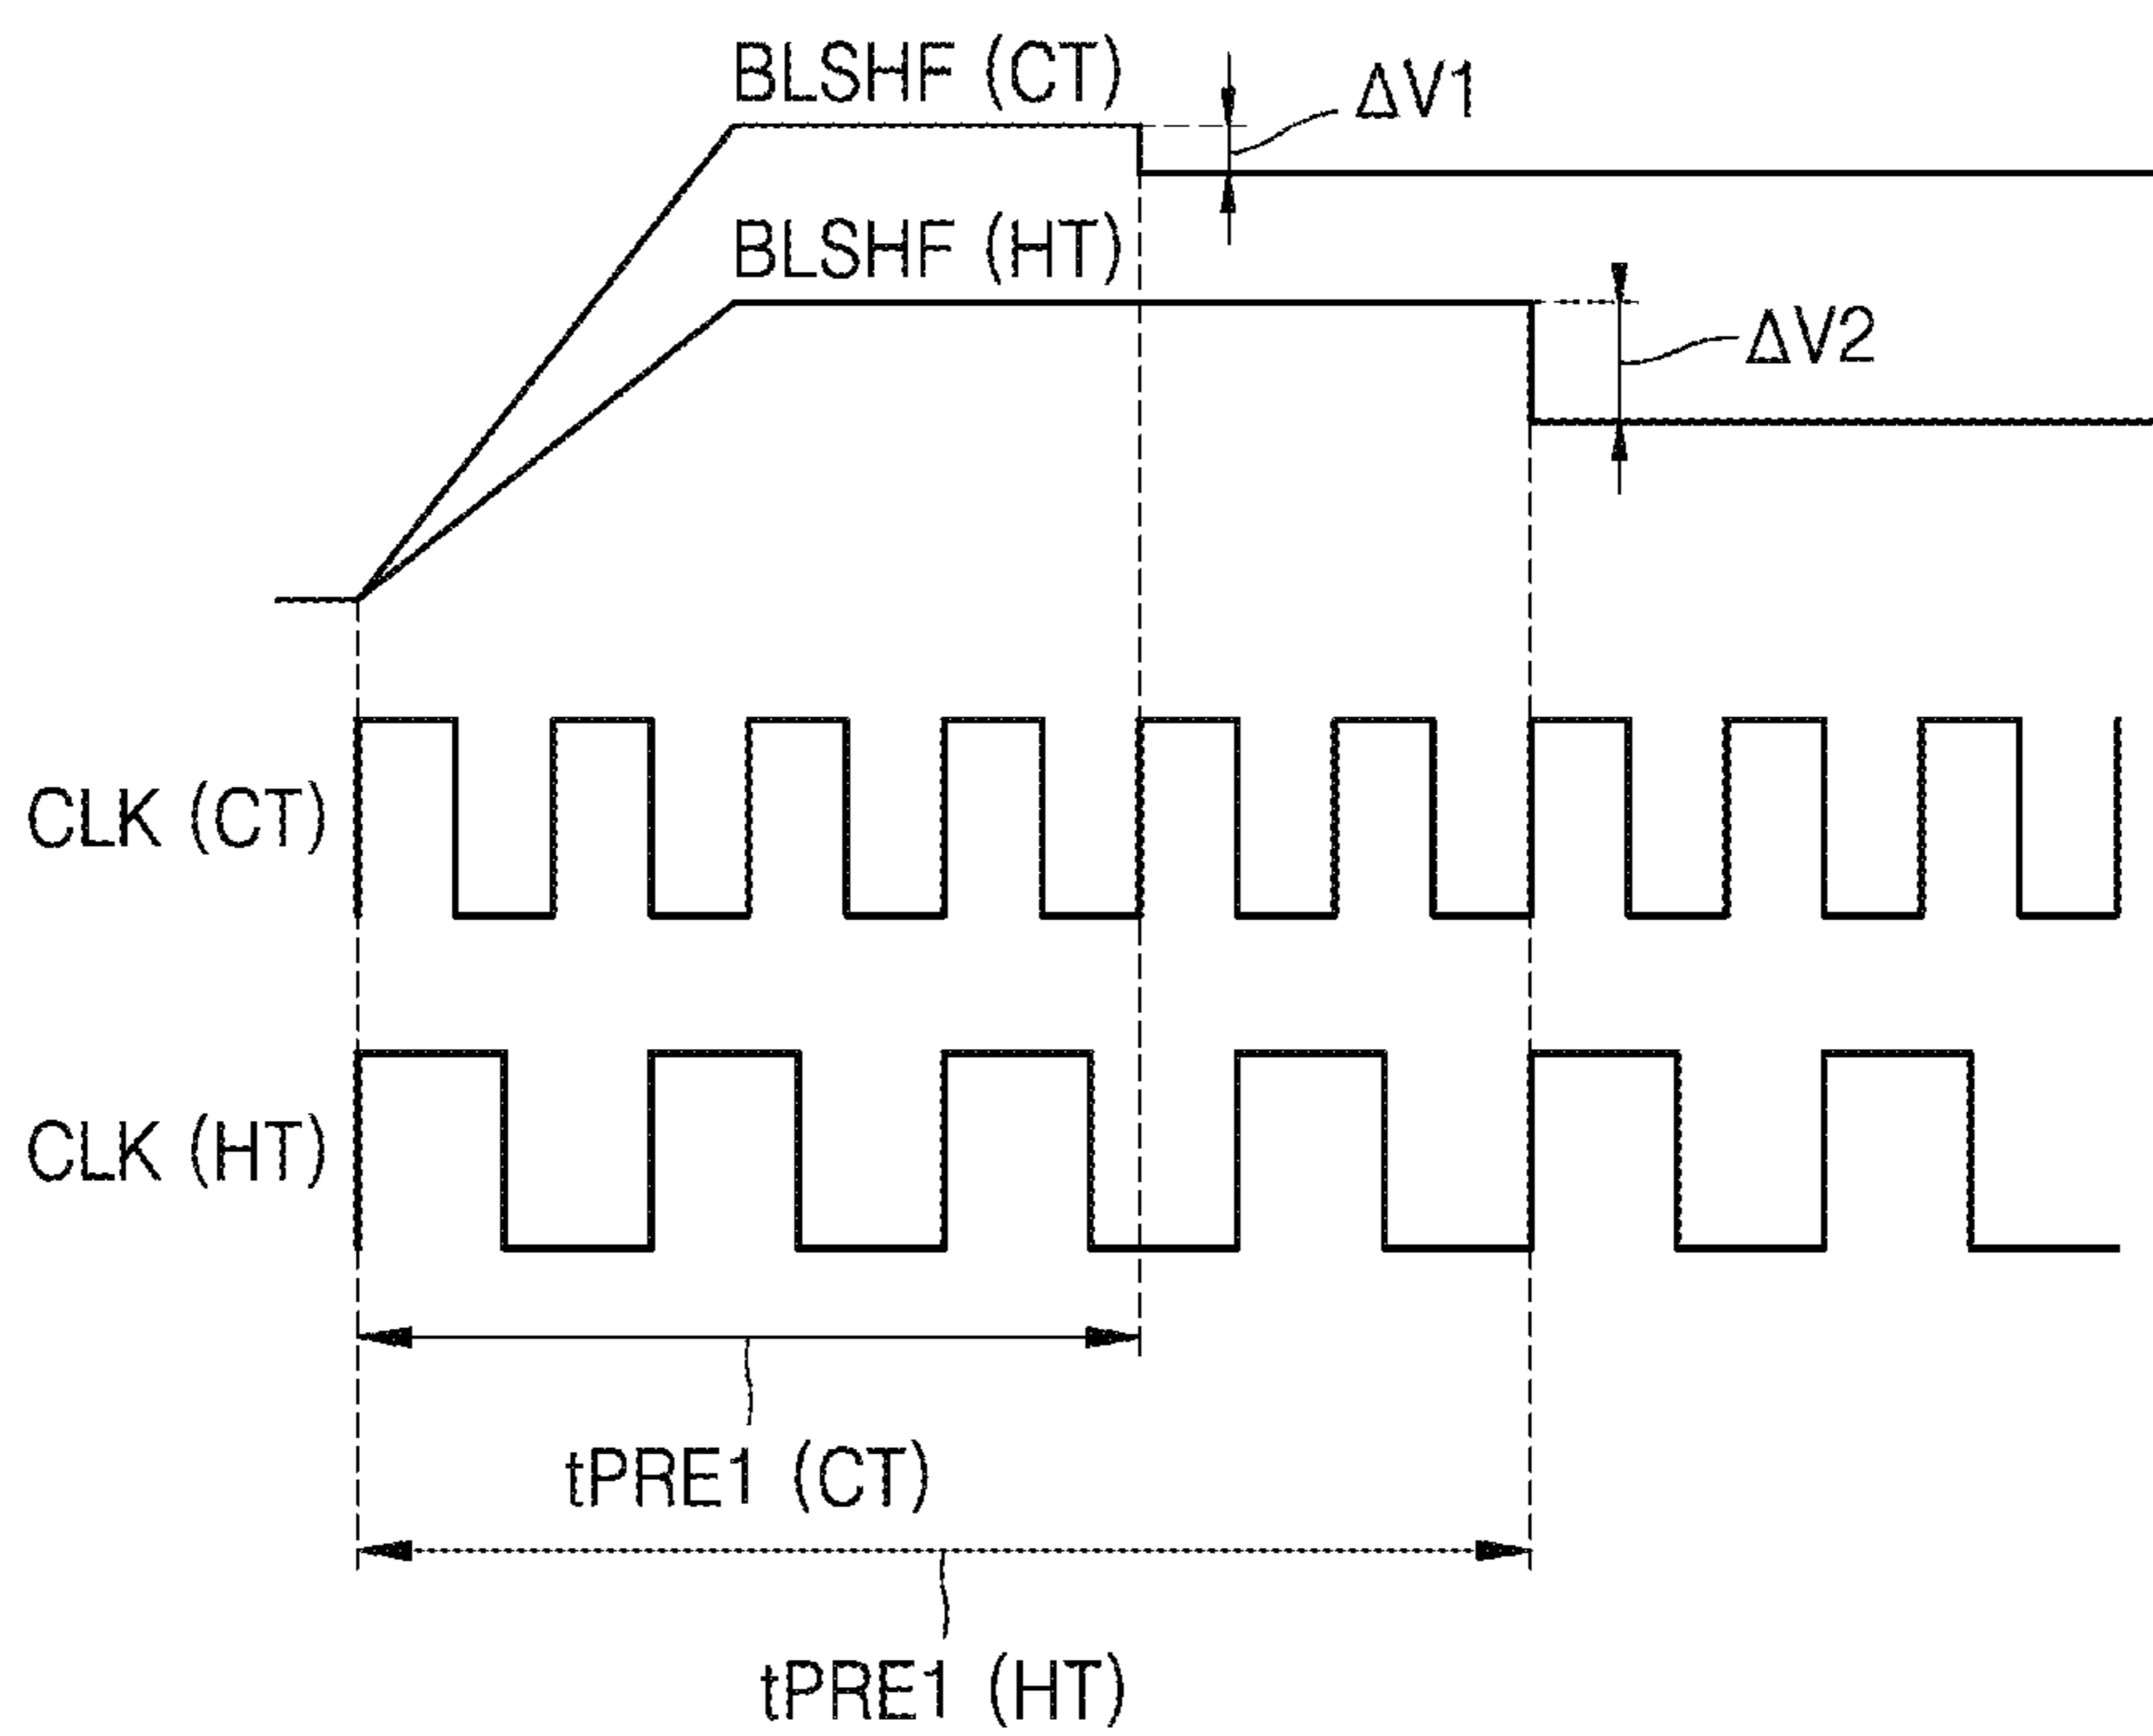 BLSHF (CT)
ΔV1
BLSHF (HT)
ΔV2
CLK (CT)
CLK (HT)
tPRE1 (CT)
tPRE1 (HT)